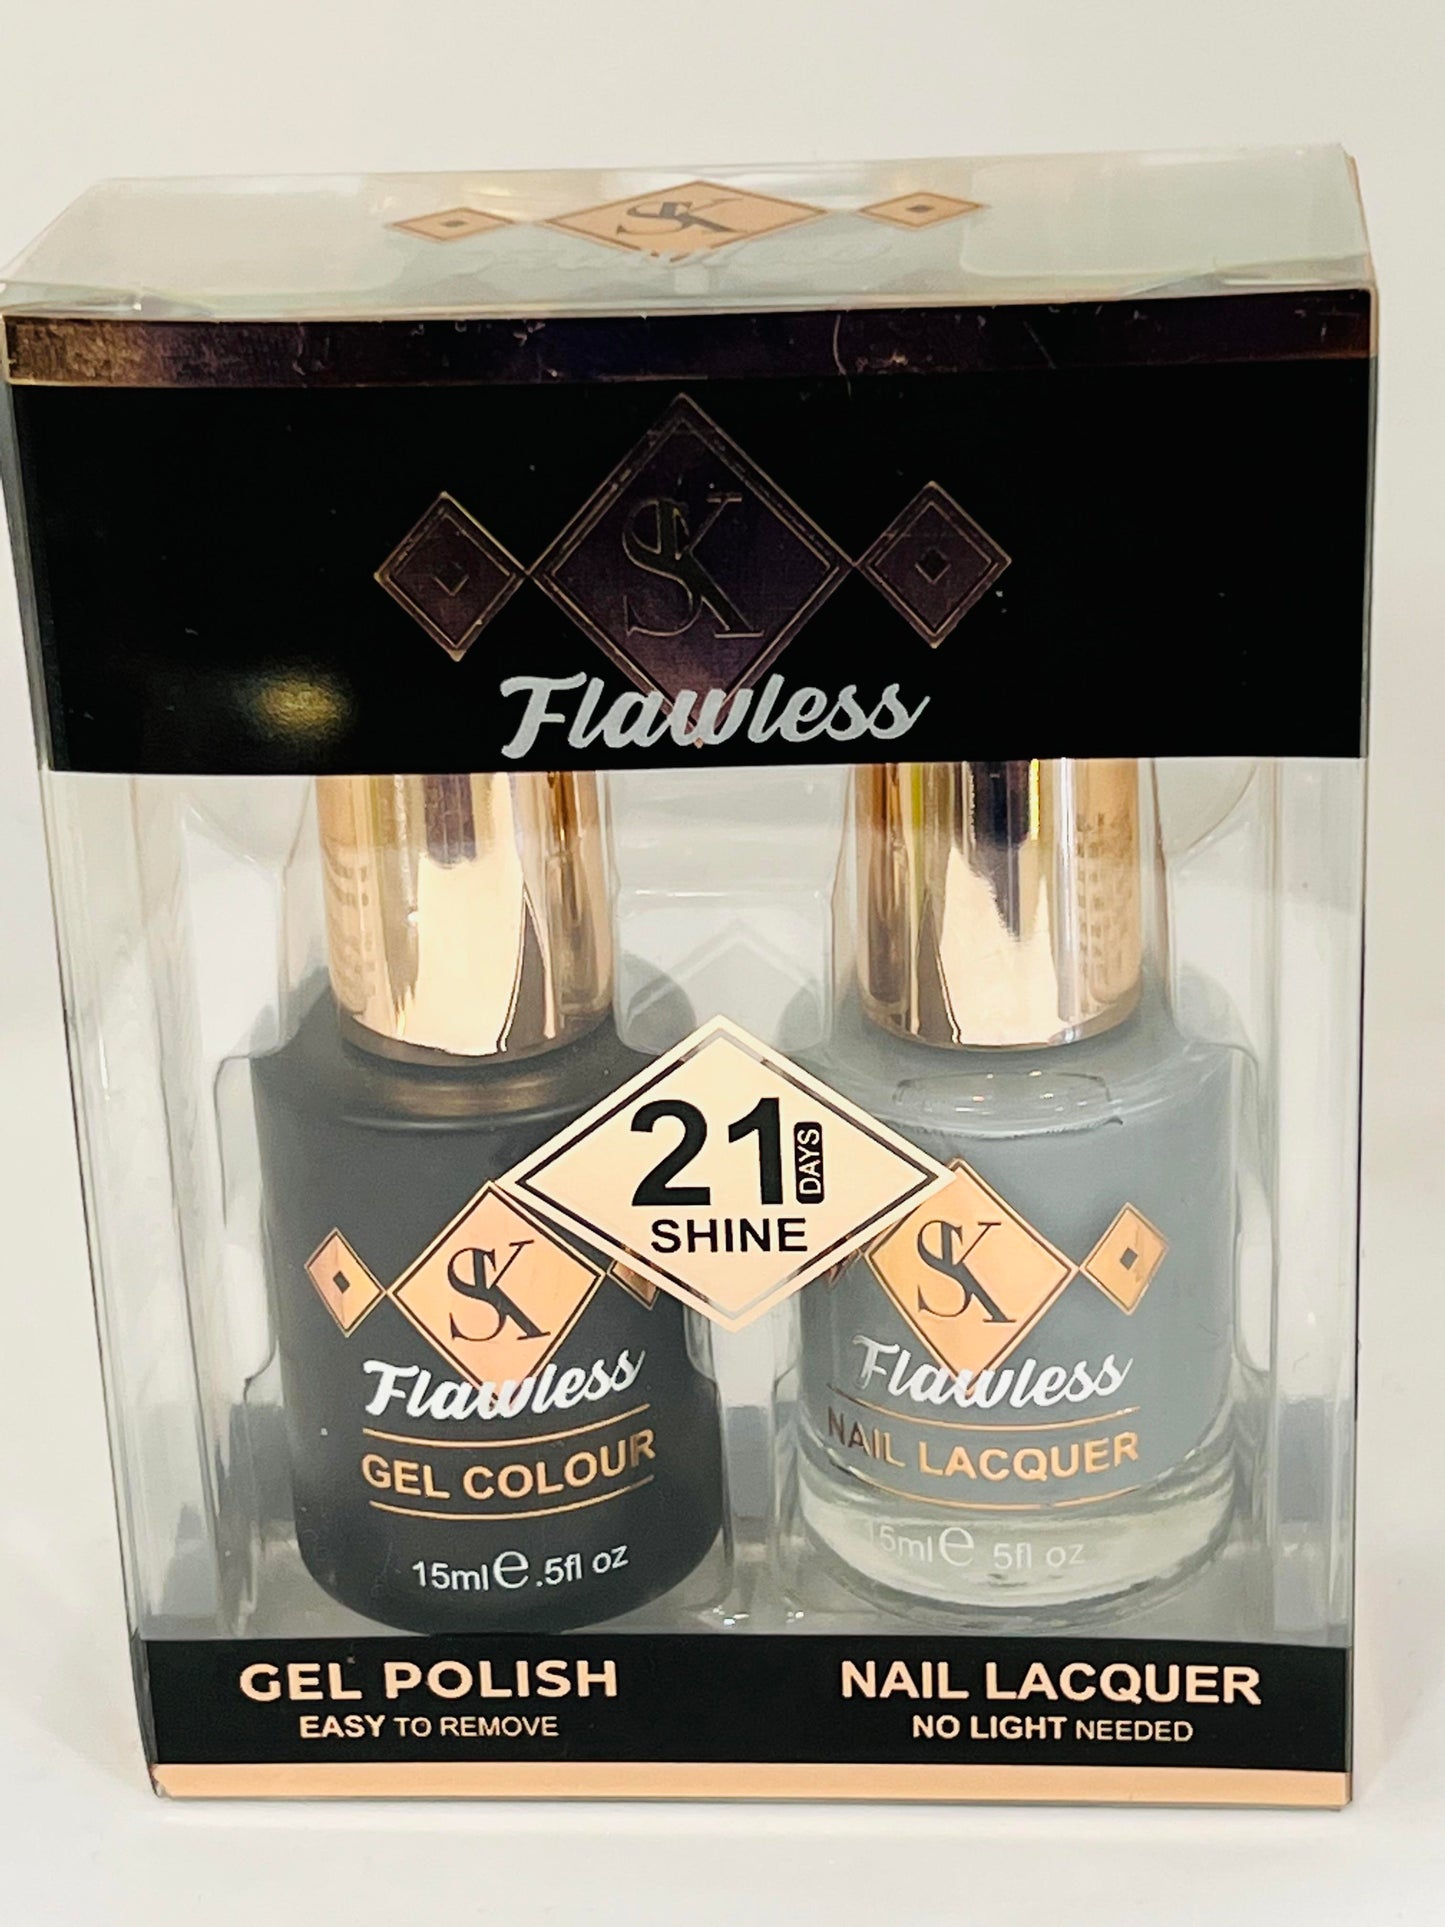 SK
SK
Flawless
21 DAYS
SHINE
SK
Flawless
GEL COLOUR
15ml e .5fl oz
SK
Flawless
NAIL LACQUER
15ml e 5fl oz
GEL POLISH
EASY TO REMOVE
NAIL LACQUER
NO LIGHT NEEDED